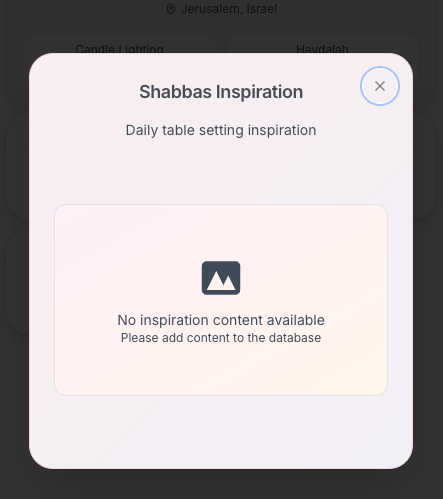 Jerusalem, Israel
Candle Lighting
Havdalah
Shabbas Inspiration
Daily table setting inspiration
No inspiration content available
Please add content to the database